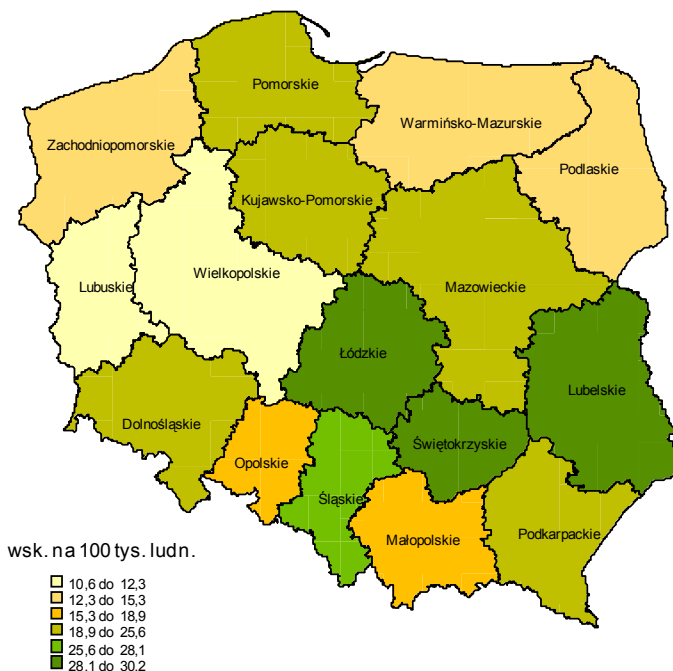 Pomorskie
Warmińsko-Mazurskie
Zachodniopomorskie
Podlaskie
Kujawsko-Pomorskie
Wielkopolskie
Lubuskie
Mazowieckie
Łódzkie
Lubelskie
Dolnośląskie
Świętokrzyskie
Opolskie
Śląskie
Podkarpackie
Małopolskie
wsk. na 100 tys. ludn.
10,6 do 12,3
12,3 do 15,3
15,3 do 18,9
18,9 do 25,6
25,6 do 28,1
28,1 do 30,2